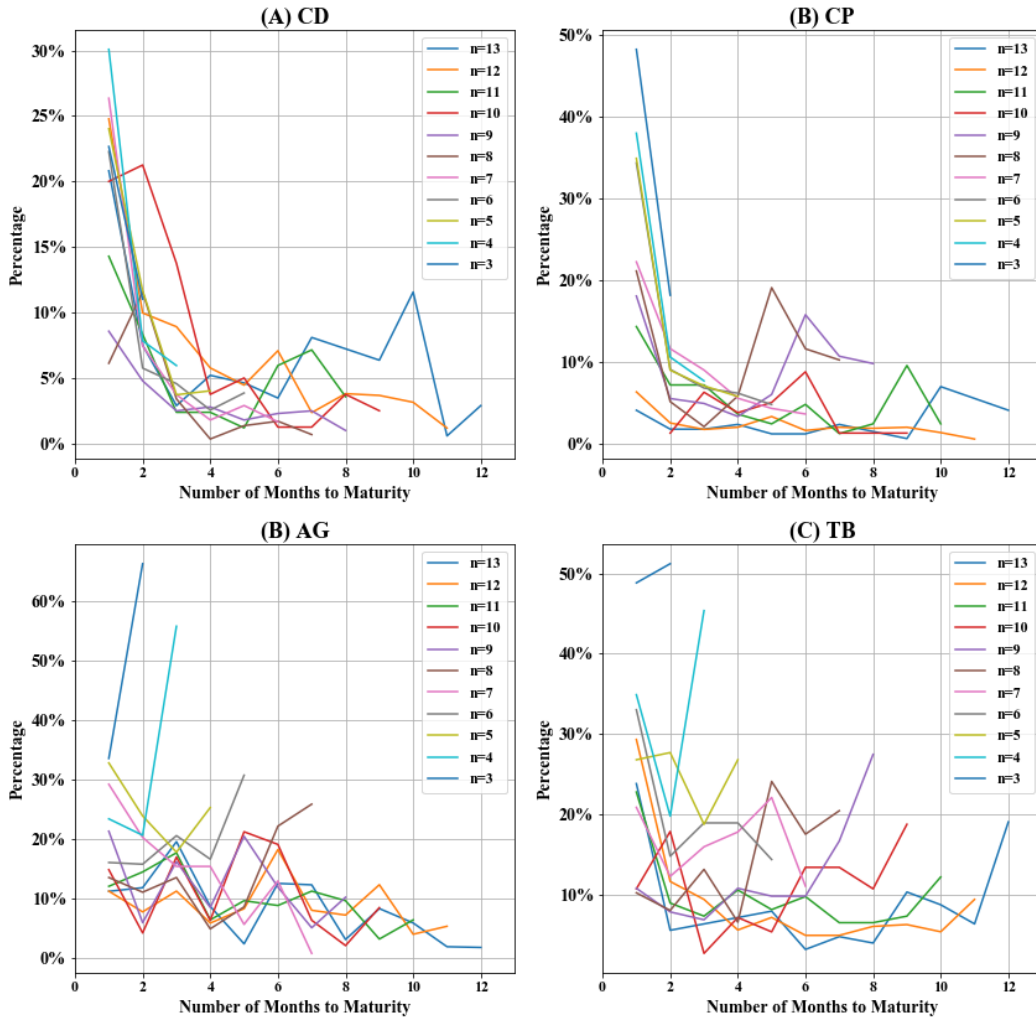 (A) CD
30%
25%
20%
15%
10%
5%
0%
Percentage
0 2 4 6 8 10 12
Number of Months to Maturity
n=13
n=12
n=11
n=10
n=9
n=8
n=7
n=6
n=5
n=4
n=3
(B) CP
50%
40%
30%
20%
10%
0%
Percentage
0 2 4 6 8 10 12
Number of Months to Maturity
n=13
n=12
n=11
n=10
n=9
n=8
n=7
n=6
n=5
n=4
n=3
(B) AG
60%
50%
40%
30%
20%
10%
0%
Percentage
0 2 4 6 8 10 12
Number of Months to Maturity
n=13
n=12
n=11
n=10
n=9
n=8
n=7
n=6
n=5
n=4
n=3
(C) TB
50%
40%
30%
20%
10%
Percentage
0 2 4 6 8 10 12
Number of Months to Maturity
n=13
n=12
n=11
n=10
n=9
n=8
n=7
n=6
n=5
n=4
n=3